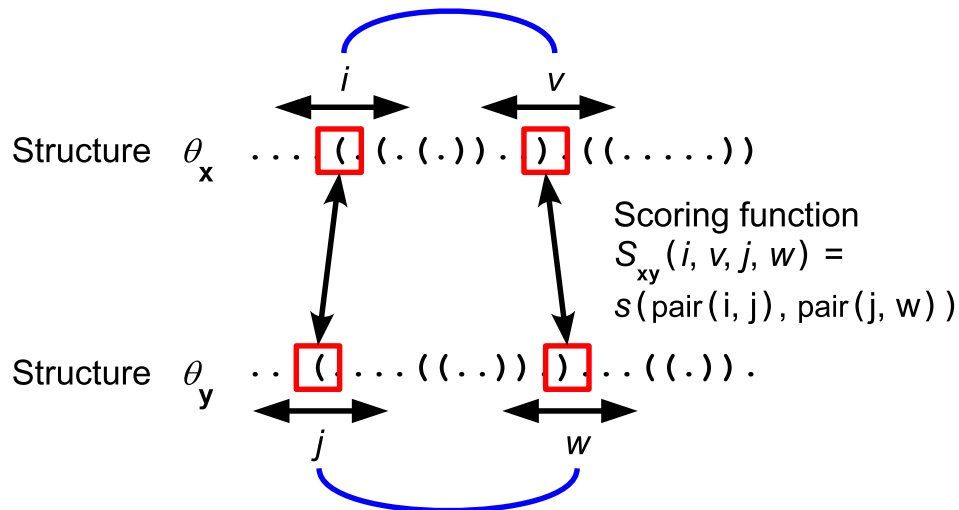 i v
Structure θx ....(.(.(.))..).((.....))
Scoring function
Sxy(i, v, j, w) =
s(pair(i, j), pair(j, w))
Structure θy ...(....((..)).)...((.)).
j w